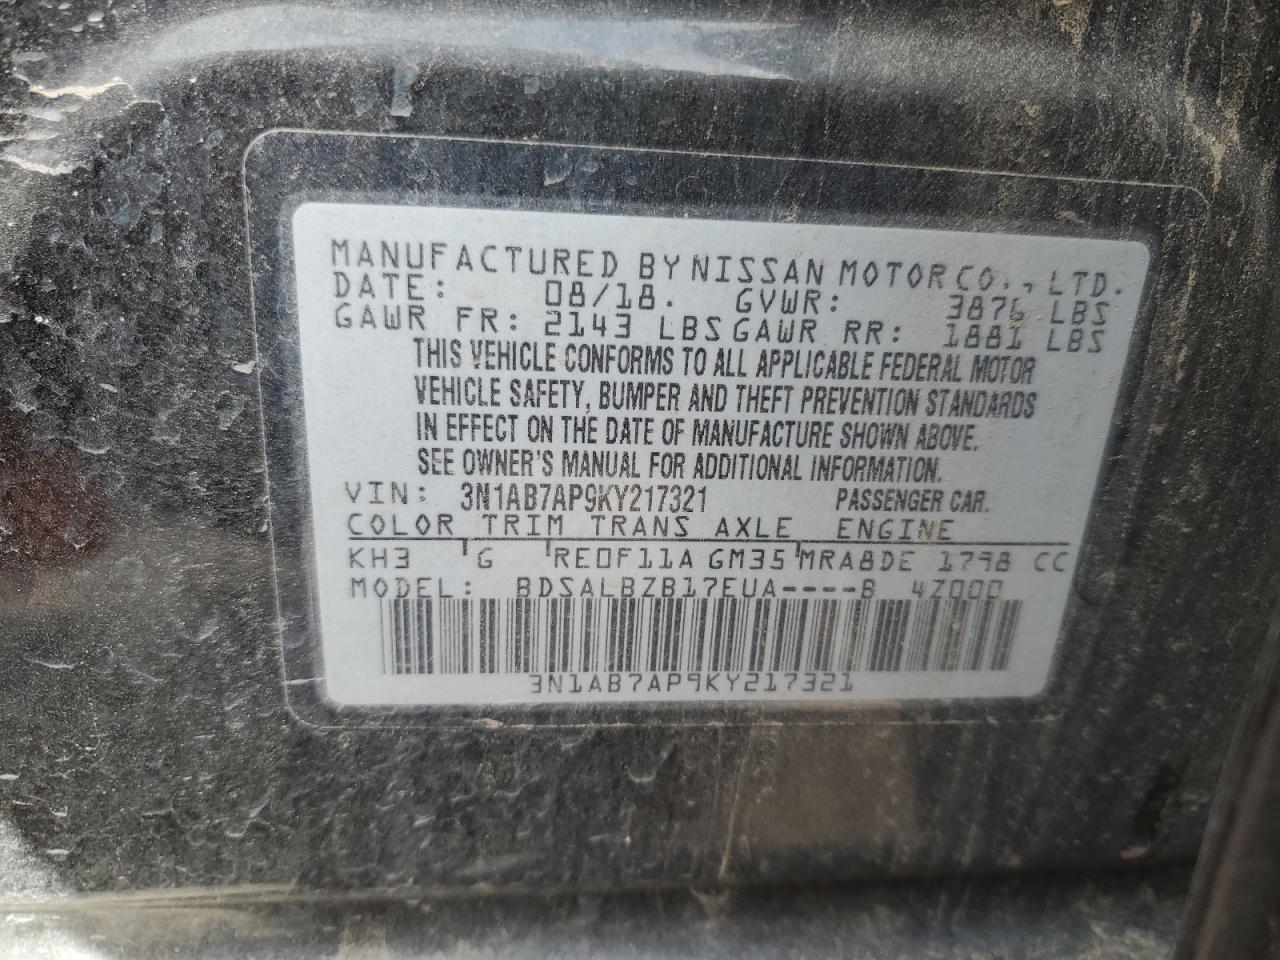 MANUFACTURED BY NISSAN MOTOR CO., LTD.
DATE: 08/18. GVWR: 3876 LBS
GAWR FR: 2143 LBS GAWR RR: 1881 LBS
THIS VEHICLE CONFORMS TO ALL APPLICABLE FEDERAL MOTOR
VEHICLE SAFETY, BUMPER AND THEFT PREVENTION STANDARDS
IN EFFECT ON THE DATE OF MANUFACTURE SHOWN ABOVE.
SEE OWNER'S MANUAL FOR ADDITIONAL INFORMATION.
VIN: 3N1AB7AP9KY217321 PASSENGER CAR.
COLOR TRIM TRANS AXLE ENGINE
KH3 G RE0F11A GM35 MRA8DE 1798 CC
MODEL: BDSALBZB17EUA----B 4Z000
3N1AB7AP9KY217321